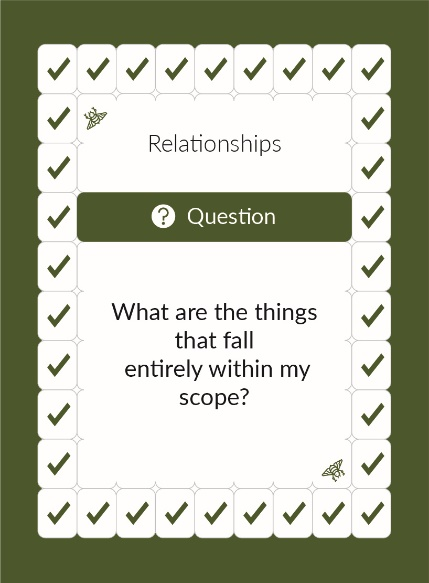 Relationships
? Question
What are the things
that fall
entirely within my
scope?